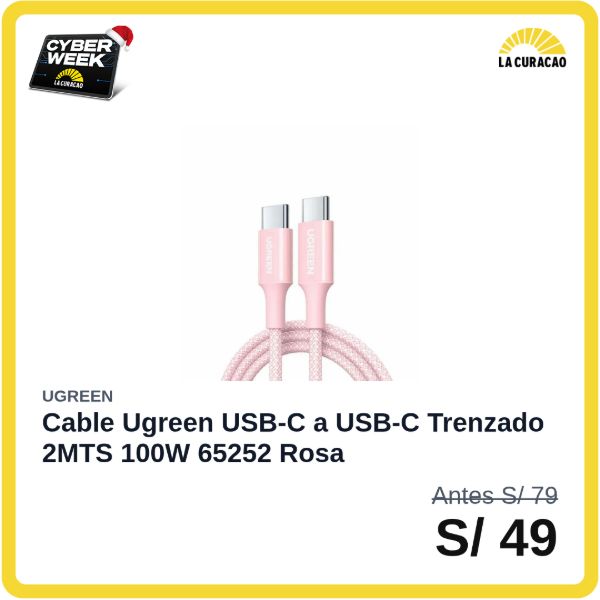 CYBER
WEEK
LA CURACAO
LA CURACAO
UGREEN
UGREEN
UGREEN
Cable Ugreen USB-C a USB-C Trenzado
2MTS 100W 65252 Rosa
Antes S/ 79
S/ 49